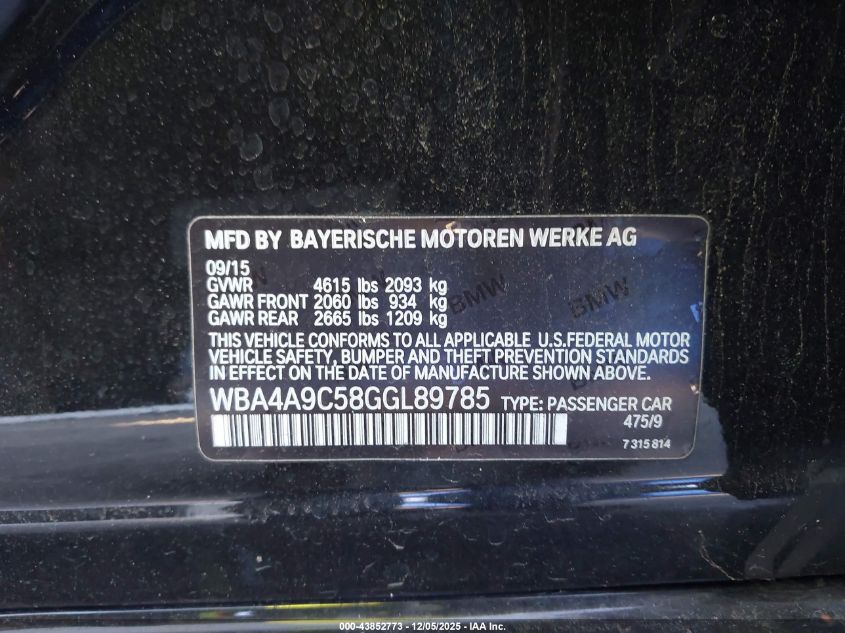 MFD BY BAYERISCHE MOTOREN WERKE AG
09/15
GVWR 4615 lbs 2093 kg
GAWR FRONT 2060 lbs 934 kg
GAWR REAR 2665 lbs 1209 kg
BMW BMW
THIS VEHICLE CONFORMS TO ALL APPLICABLE U.S.FEDERAL MOTOR
VEHICLE SAFETY, BUMPER AND THEFT PREVENTION STANDARDS
IN EFFECT ON THE DATE OF MANUFACTURE SHOWN ABOVE.
WBA4A9C58GGL89785 TYPE: PASSENGER CAR
475/9
7315814
000-43852773 - 12/05/2025 - IAA Inc.